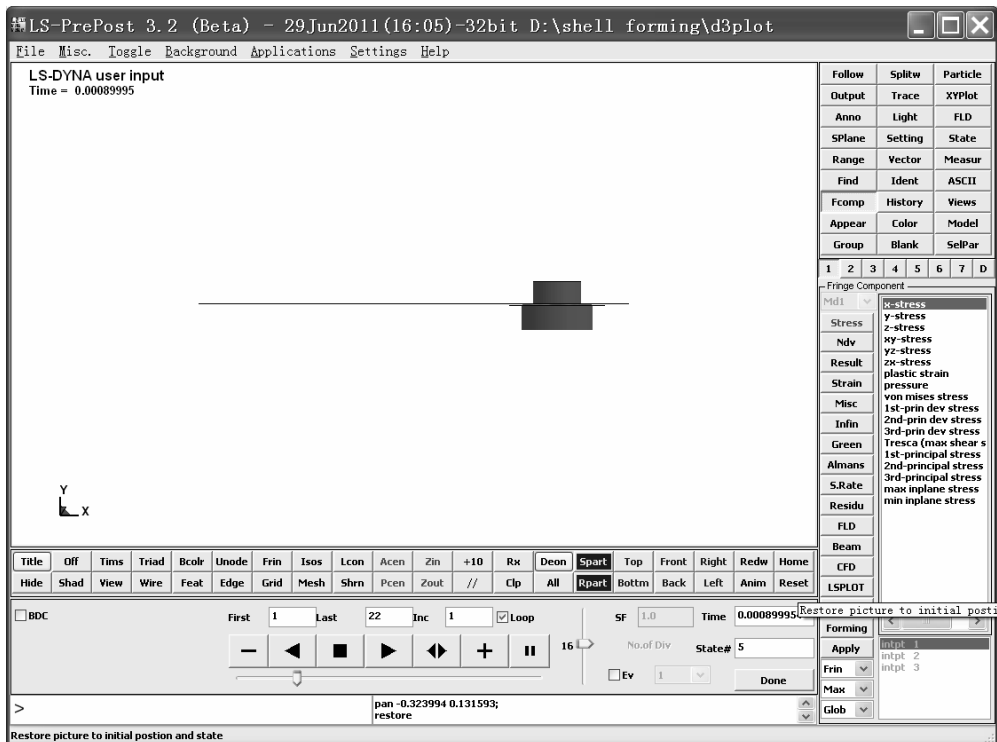 LS-PrePost 3.2 (Beta) - 29Jun2011(16:05)-32bit D:\shell forming\d3plot
File Misc. Toggle Background Applications Settings Help
LS-DYNA user input
Time = 0.00089995
Follow Splitw Particle
Output Trace XYPlot
Anno Light FLD
SPlane Setting State
Range Vector Measur
Find Ident ASCII
Fcomp History Views
Appear Color Model
Group Blank SelPar
1 2 3 4 5 6 7 D
Fringe Component
Md1
Stress
Ndv
Result
Strain
Misc
Infin
Green
Almans
S.Rate
Residu
FLD
Beam
CFD
LSPLOT
Forming
Apply
Frin
Max
Glob
x-stress
y-stress
z-stress
xy-stress
yz-stress
zx-stress
plastic strain
pressure
von mises stress
1st-prin dev stress
2nd-prin dev stress
3rd-prin dev stress
Tresca (max shear s
1st-principal stress
2nd-principal stress
3rd-principal stress
max inplane stress
min inplane stress
Restore picture to initial posti
intpt 1
intpt 2
intpt 3
Y
X
Title Off Tims Triad Bcolr Unode Frin Isos Lcon Acen Zin +10 Rx Deon Spart Top Front Right Redw Home
Hide Shad View Wire Feat Edge Grid Mesh Shrn Pcen Zout // Clp All Rpart Bottm Back Left Anim Reset
BDC
First 1 Last 22 Inc 1 Loop
SF 1.0 Time 0.00089995
16 No.of Div State# 5
Ev 1 Done
>
pan -0.323994 0.131593;
restore
Restore picture to initial postion and state